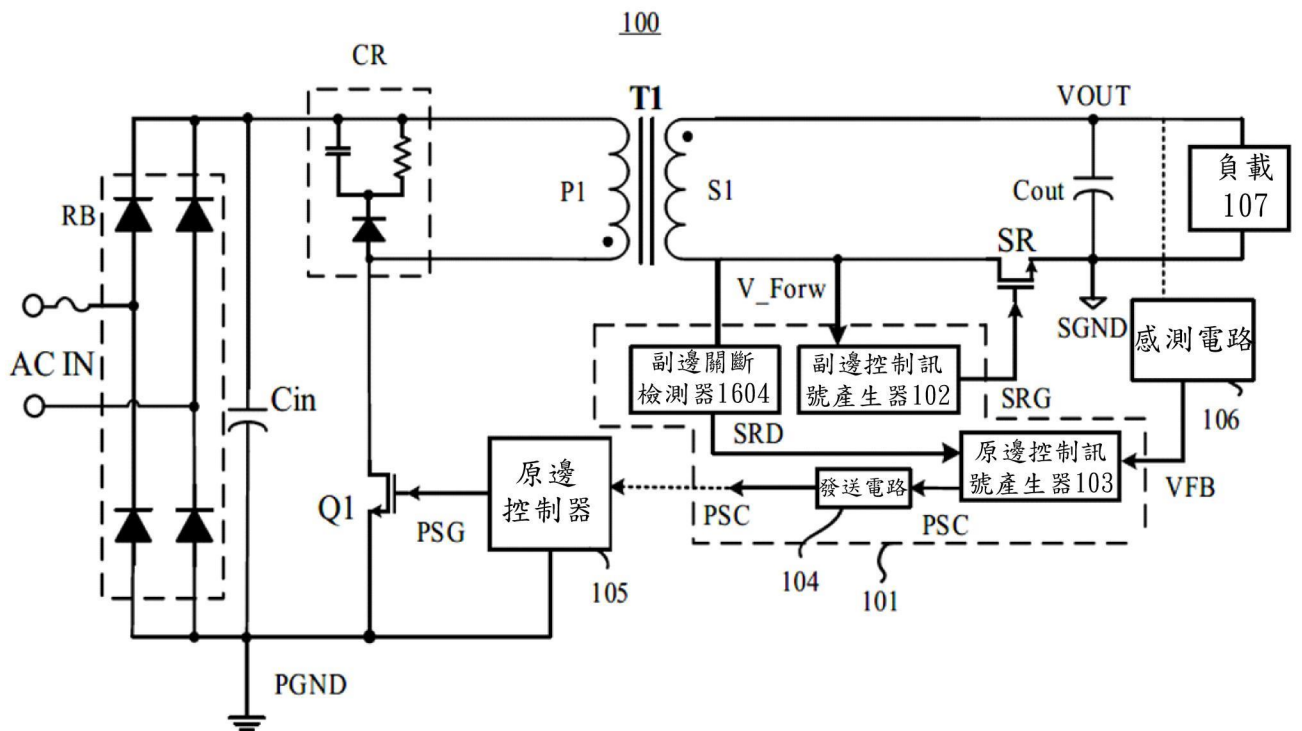 100
CR
T1
VOUT
RB
P1
S1
Cout
負載
107
SR
V_Forw
SGND
AC IN
Cin
副邊關斷
檢測器1604
副邊控制訊
號產生器102
SRG
感測電路
106
SRD
原邊
控制器
原邊控制訊
號產生器103
發送電路
VFB
Q1
PSG
PSC
PSC
105
104
101
PGND